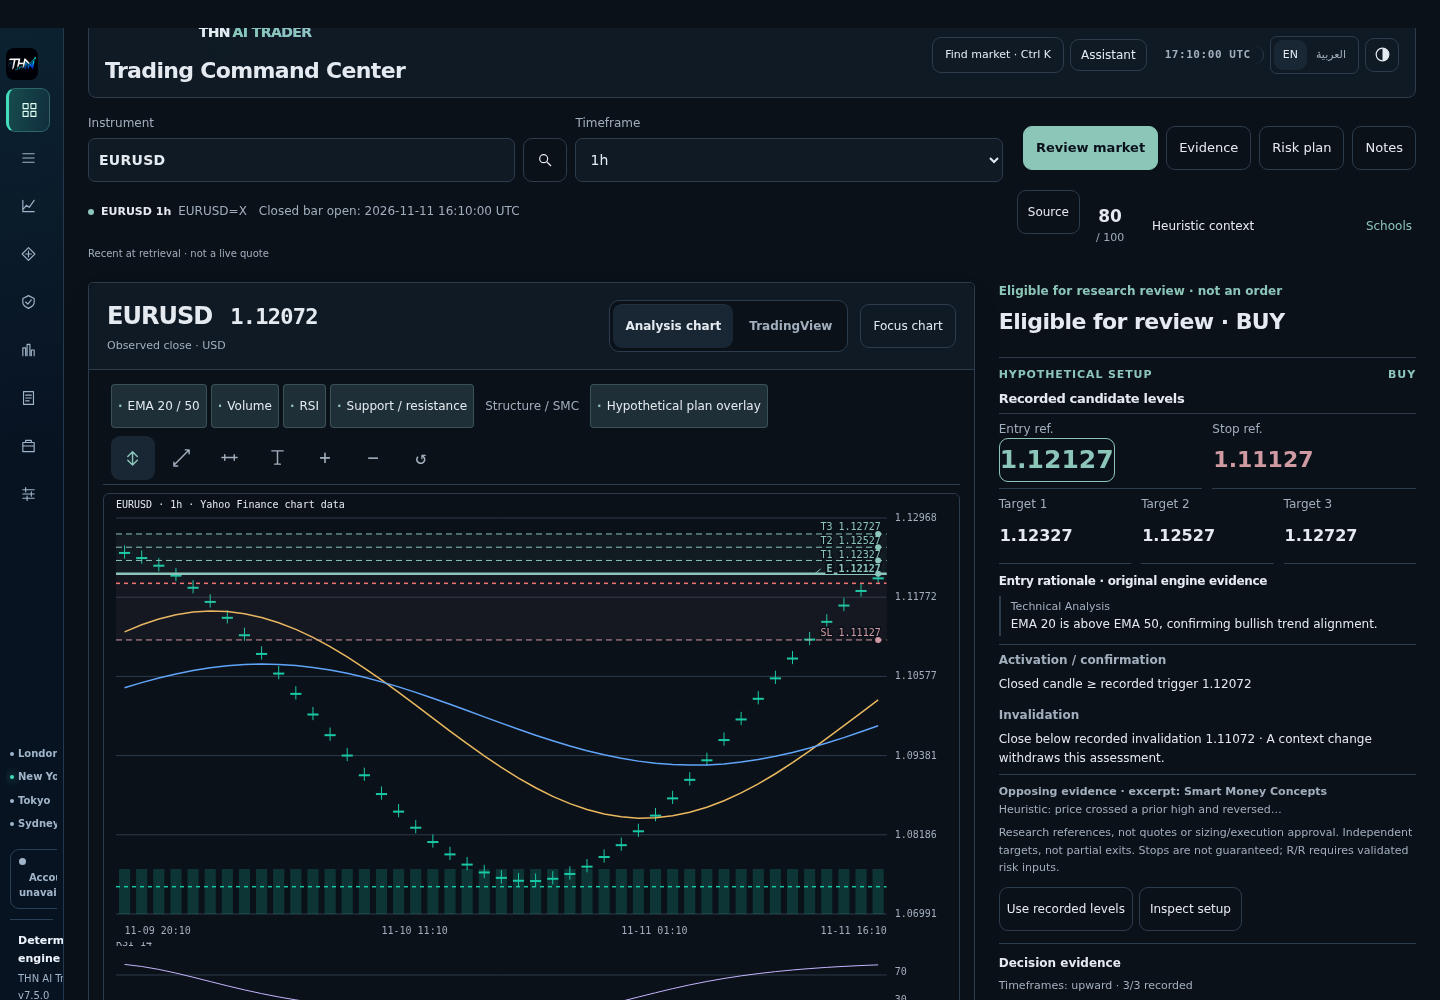 THN AI TRADER
Trading Command Center
Find market · Ctrl K
Assistant
17:10:00 UTC
EN
العربية
Instrument
Timeframe
EURUSD
1h
Review market
Evidence
Risk plan
Notes
EURUSD 1h EURUSD=X Closed bar open: 2026-11-11 16:10:00 UTC
Recent at retrieval · not a live quote
Source
80
/ 100
Heuristic context
Schools
EURUSD 1.12072
Observed close · USD
Analysis chart
TradingView
Focus chart
EMA 20 / 50
Volume
RSI
Support / resistance
Structure / SMC
Hypothetical plan overlay
EURUSD · 1h · Yahoo Finance chart data
T3 1.12727
T2 1.12527
T1 1.12327
E 1.12127
SL 1.11127
1.12968
1.11772
1.10577
1.09381
1.08186
1.06991
11-09 20:10
11-10 11:10
11-11 01:10
11-11 16:10
RSI 14
70
30
Eligible for research review · not an order
Eligible for review · BUY
HYPOTHETICAL SETUP
BUY
Recorded candidate levels
Entry ref.
Stop ref.
1.12127
1.11127
Target 1
Target 2
Target 3
1.12327
1.12527
1.12727
Entry rationale · original engine evidence
Technical Analysis
EMA 20 is above EMA 50, confirming bullish trend alignment.
Activation / confirmation
Closed candle ≥ recorded trigger 1.12072
Invalidation
Close below recorded invalidation 1.11072 · A context change
withdraws this assessment.
Opposing evidence · excerpt: Smart Money Concepts
Heuristic: price crossed a prior high and reversed…
Research references, not quotes or sizing/execution approval. Independent
targets, not partial exits. Stops are not guaranteed; R/R requires validated
risk inputs.
Use recorded levels
Inspect setup
Decision evidence
Timeframes: upward · 3/3 recorded
THN
London
New Yo
Tokyo
Sydney
Accou
unavai
Determ
engine
THN AI Tr
v7.5.0